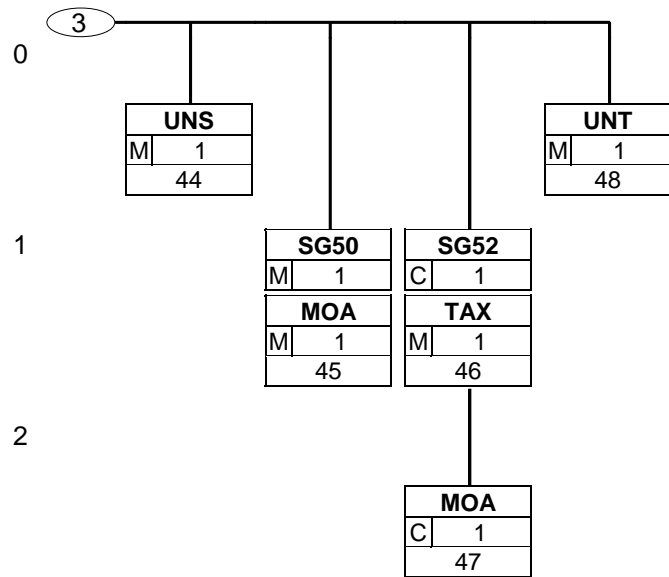 3
0
UNS UNT
M 1 M 1
44 48
1
SG50 SG52
M 1 C 1
MOA TAX
M 1 M 1
45 46
2
MOA
C 1
47